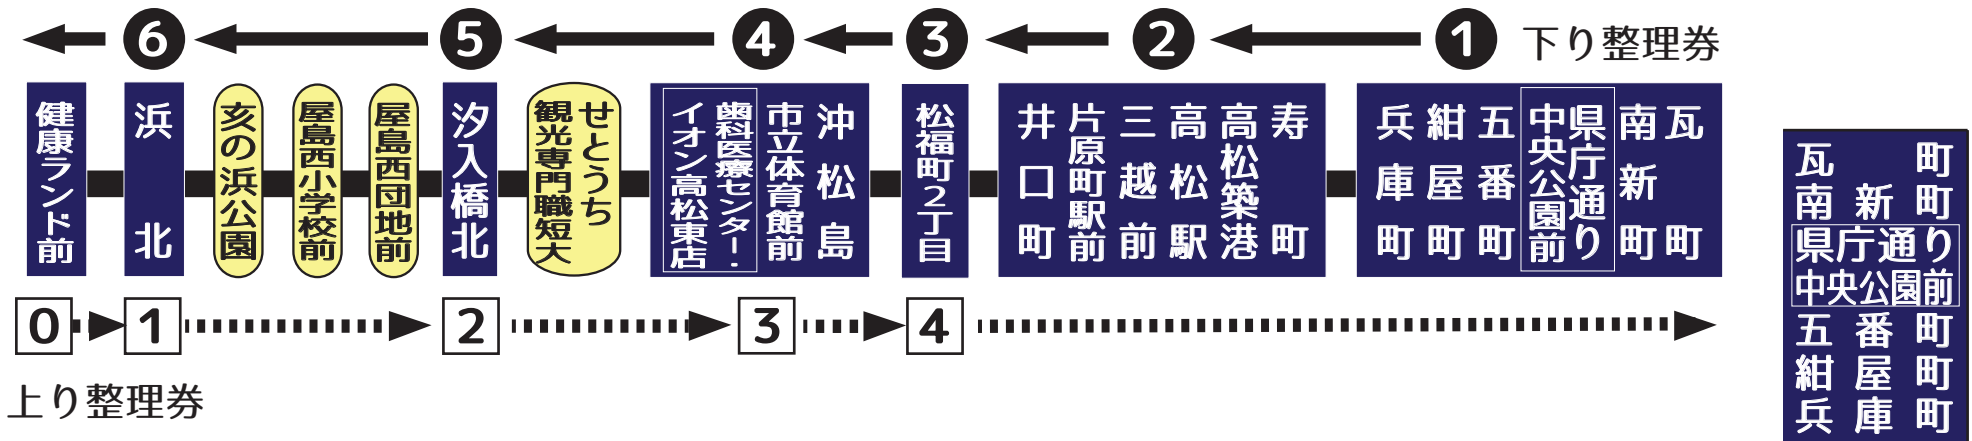 6
5
4
3
2
1
下り整理券
健康ランド前
浜北
亥の浜公園
屋島西小学校前
屋島西団地前
汐入橋北
せとうち
観光専門職短大
歯科医療センター・
イオン高松東店
市立体育館前
沖松島
松福町2丁目
井口町
片原町駅前
三越前
高松駅
高松築港
寿町
兵庫町
紺屋町
五番町
県庁通り
中央公園前
南新町
瓦町
0
1
2
3
4
上り整理券
瓦町
南新町
県庁通り
中央公園前
五番町
紺屋町
兵庫町